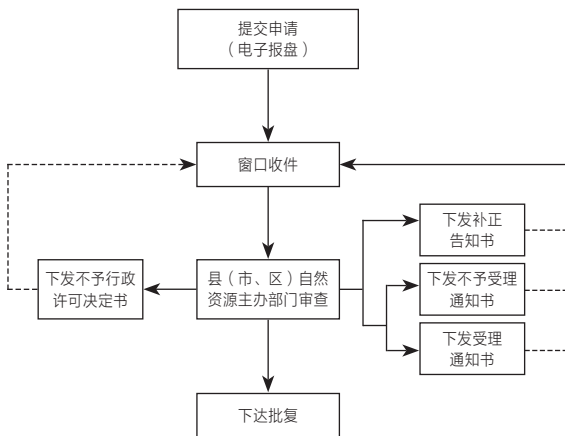 提交申请
（电子报盘）
窗口收件
下发补正
告知书
下发不予行政
许可决定书
县（市、区）自然
资源主办部门审查
下发不予受理
通知书
下发受理
通知书
下达批复